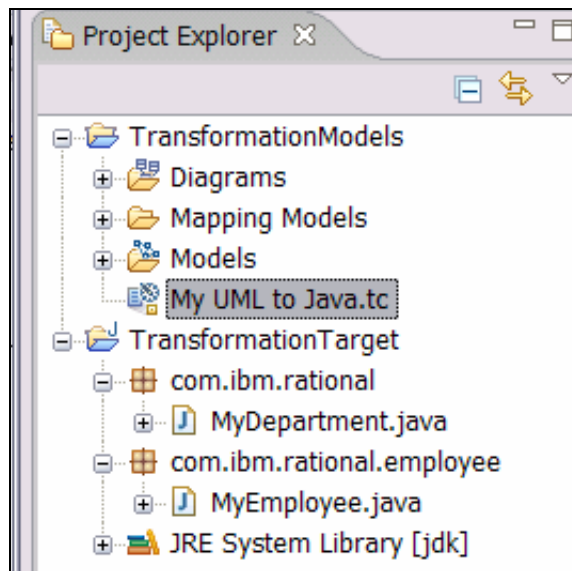 Project Explorer
TransformationModels
Diagrams
Mapping Models
Models
My UML to Java.tc
TransformationTarget
com.ibm.rational
MyDepartment.java
com.ibm.rational.employee
MyEmployee.java
JRE System Library [jdk]